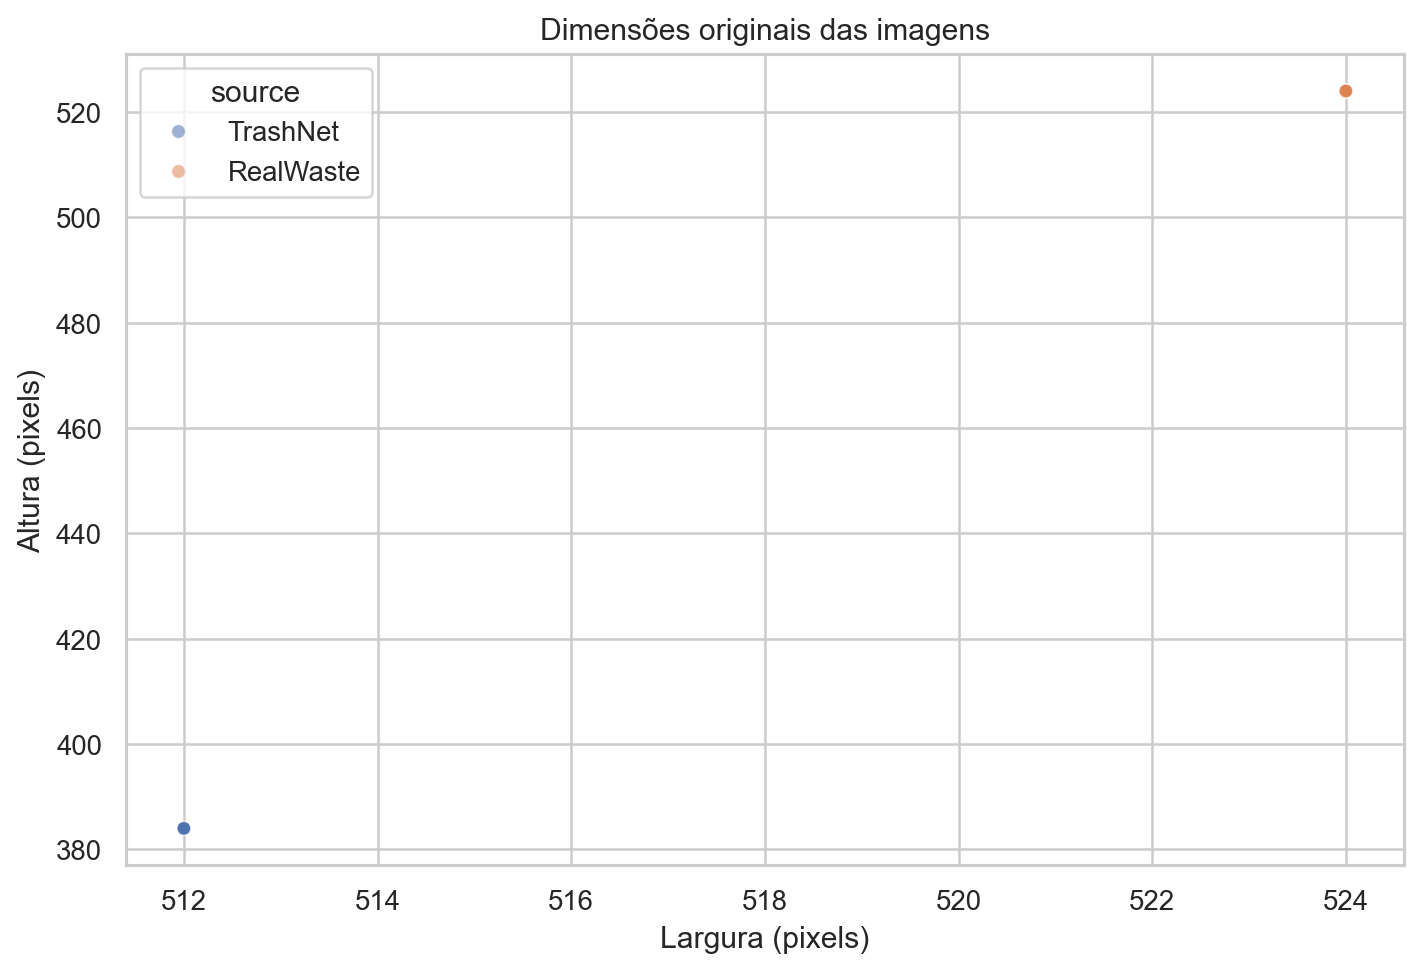 Dimensões originais das imagens
source
TrashNet
RealWaste
Altura (pixels)
520
500
480
460
440
420
400
380
512 514 516 518 520 522 524
Largura (pixels)